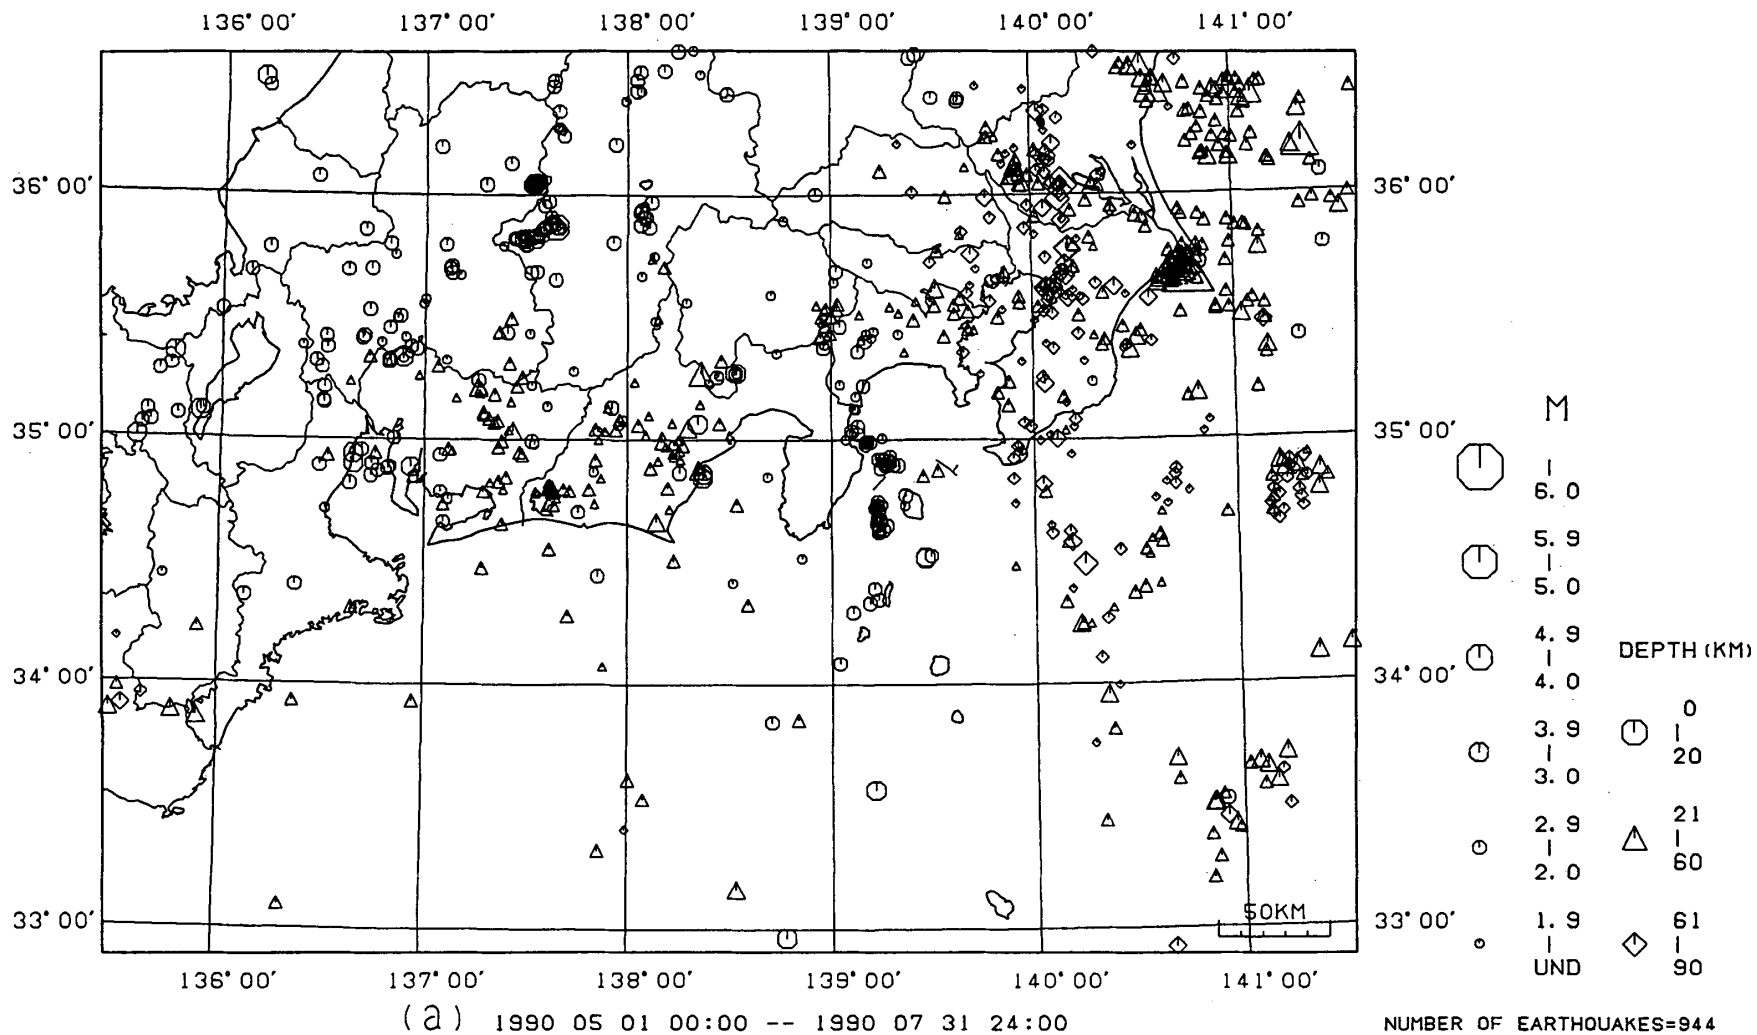 136°00′ 137°00′ 138°00′ 139°00′ 140°00′ 141°00′
36°00′ 36°00′
35°00′ 35°00′
34°00′ 34°00′
33°00′ 33°00′
50KM
136°00′ 137°00′ 138°00′ 139°00′ 140°00′ 141°00′
M
6.0
5.9
5.0
4.9
4.0
3.9
3.0
2.9
2.0
1.9
UND
DEPTH (KM)
0
20
21
60
61
90
(a) 1990 05 01 00:00 -- 1990 07 31 24:00
NUMBER OF EARTHQUAKES=944